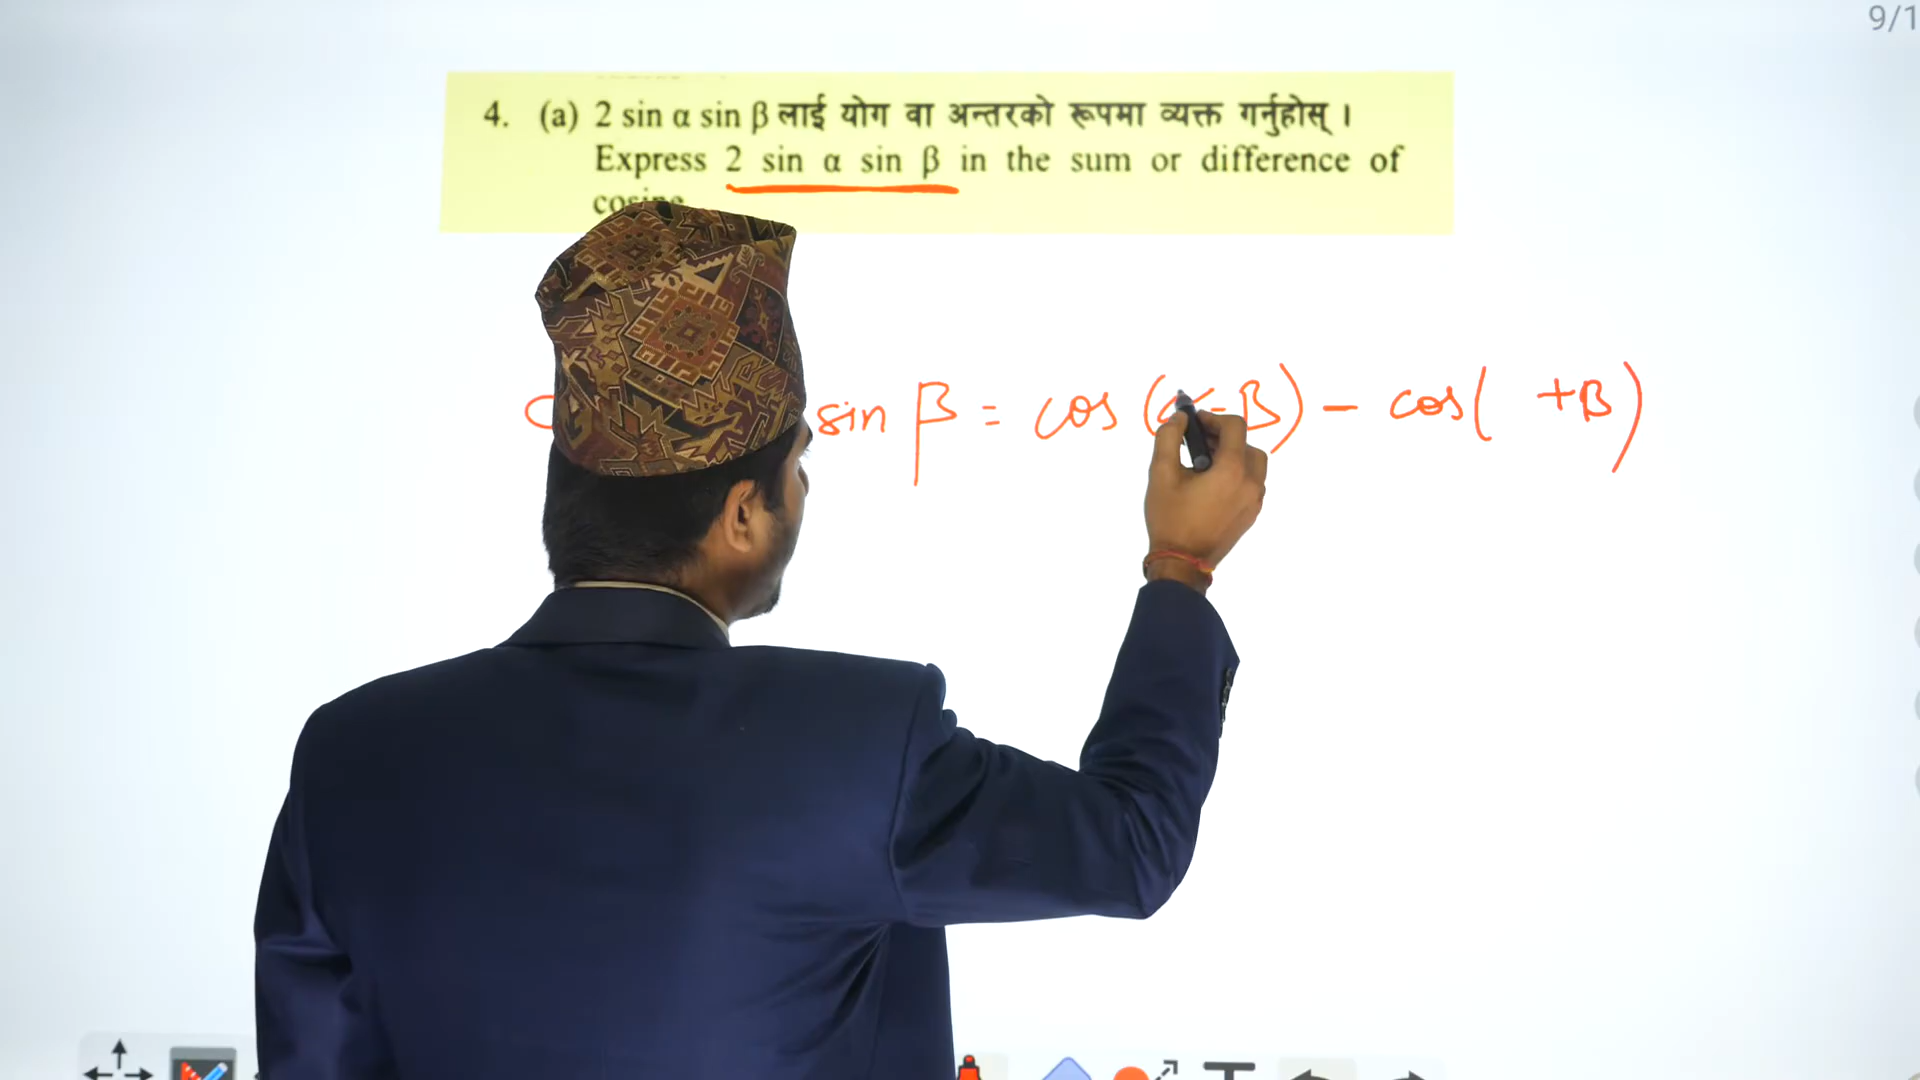 9/1
4. (a) 2 sin α sin β लाई योग वा अन्तरको रूपमा व्यक्त गर्नुहोस् ।
Express 2 sin α sin β in the sum or difference of
cosine
sin β = cos (α-β) - cos( +β)